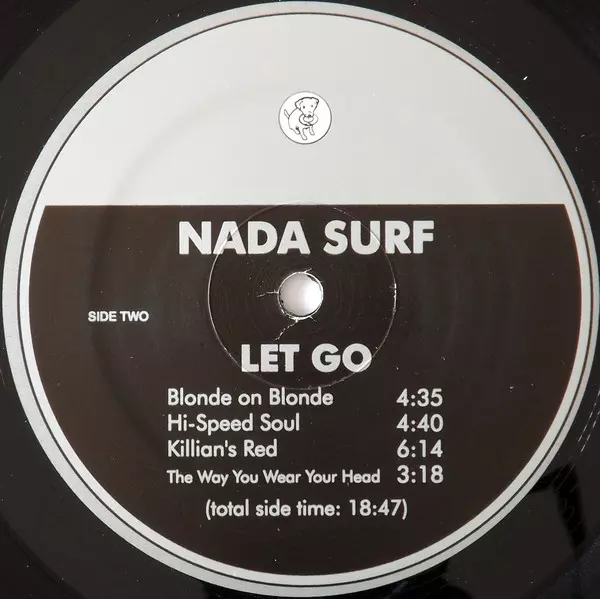 NADA SURF
SIDE TWO
LET GO
Blonde on Blonde 4:35
Hi-Speed Soul 4:40
Killian's Red 6:14
The Way You Wear Your Head 3:18
(total side time: 18:47)